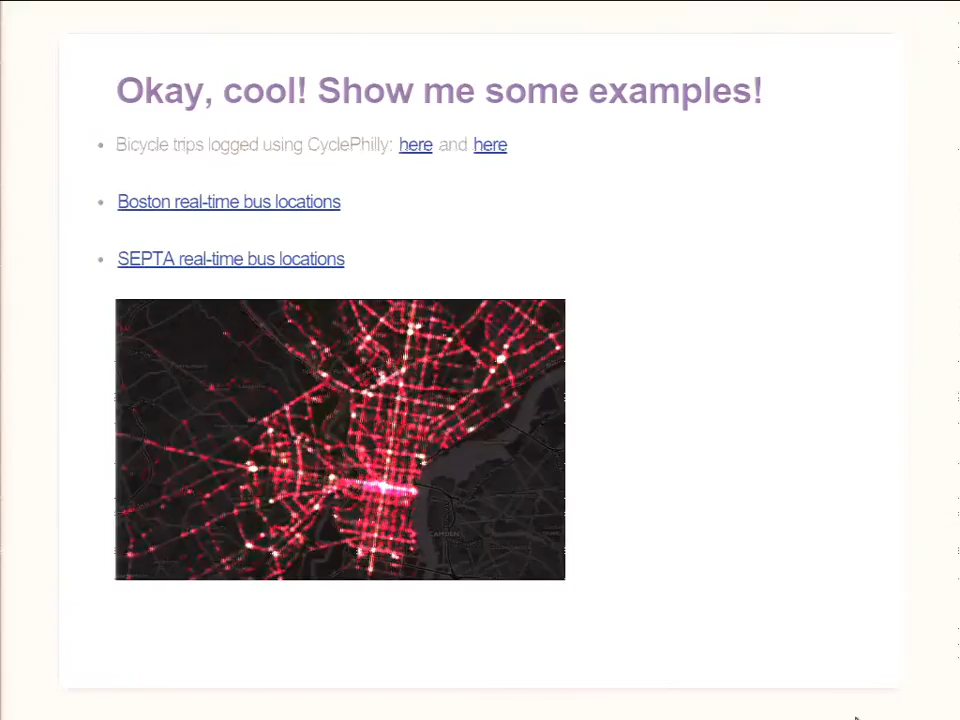 Okay, cool! Show me some examples!
Bicycle trips logged using CyclePhilly: here and here
Boston real-time bus locations
SEPTA real-time bus locations
CAMDEN